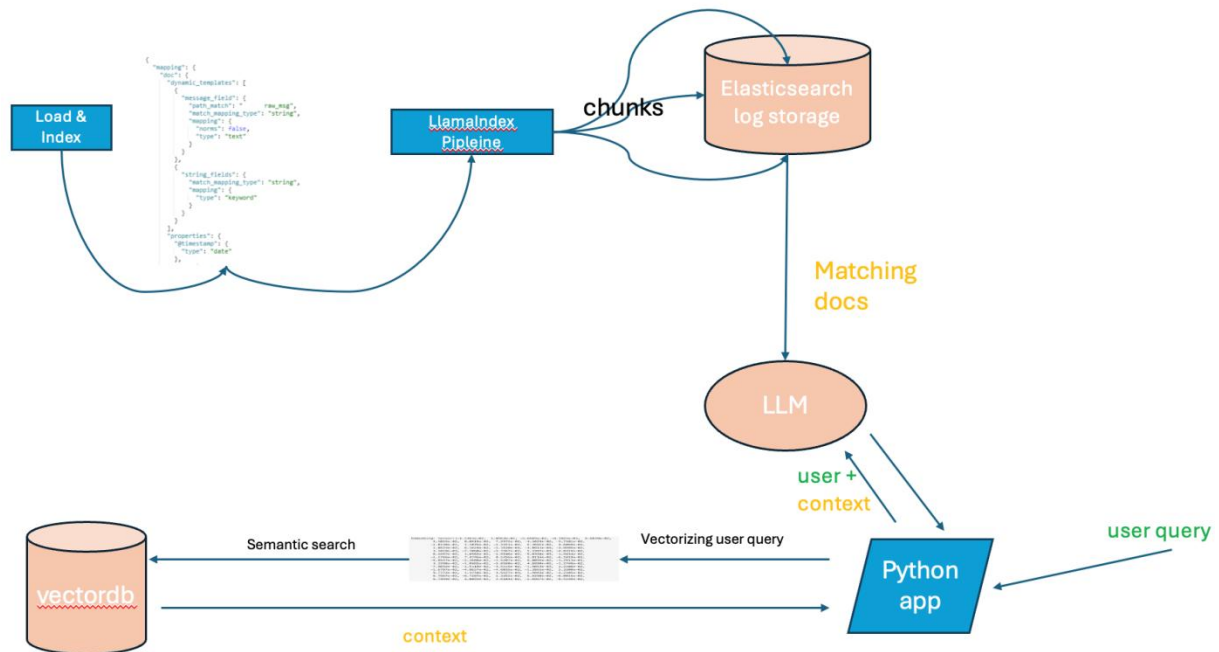 Load &
Index
{
"mapping": {
"doc": {
"dynamic_templates": [
{
"message_field": {
"path_match": " raw_msg",
"match_mapping_type": "string",
"mapping": {
"norms": false,
"type": "text"
}
}
},
{
"string_fields": {
"match_mapping_type": "string",
"mapping": {
"type": "keyword"
}
}
}
],
"properties": {
"@timestamp": {
"type": "date"
},
LlamaIndex
Pipleine
chunks
Elasticsearch
log storage
Matching
docs
LLM
user +
context
user query
Python
app
Vectorizing user query
Semantic search
vectordb
context